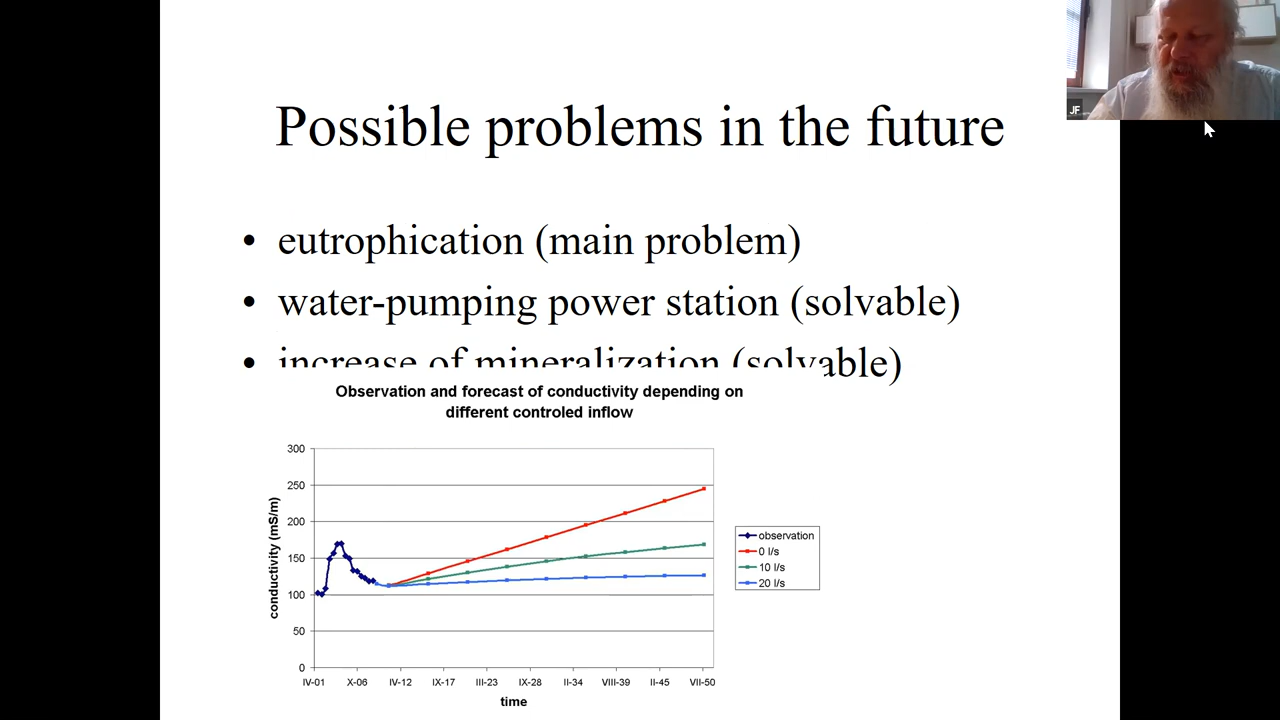 JF
Possible problems in the future
• eutrophication (main problem)
• water-pumping power station (solvable)
• increase of mineralization (solvable)
Observation and forecast of conductivity depending on
different controled inflow
300
250
200
150
100
50
0
conductivity (mS/m)
observation
0 l/s
10 l/s
20 l/s
IV-01 X-06 IV-12 IX-17 III-23 IX-28 II-34 VIII-39 II-45 VII-50
time